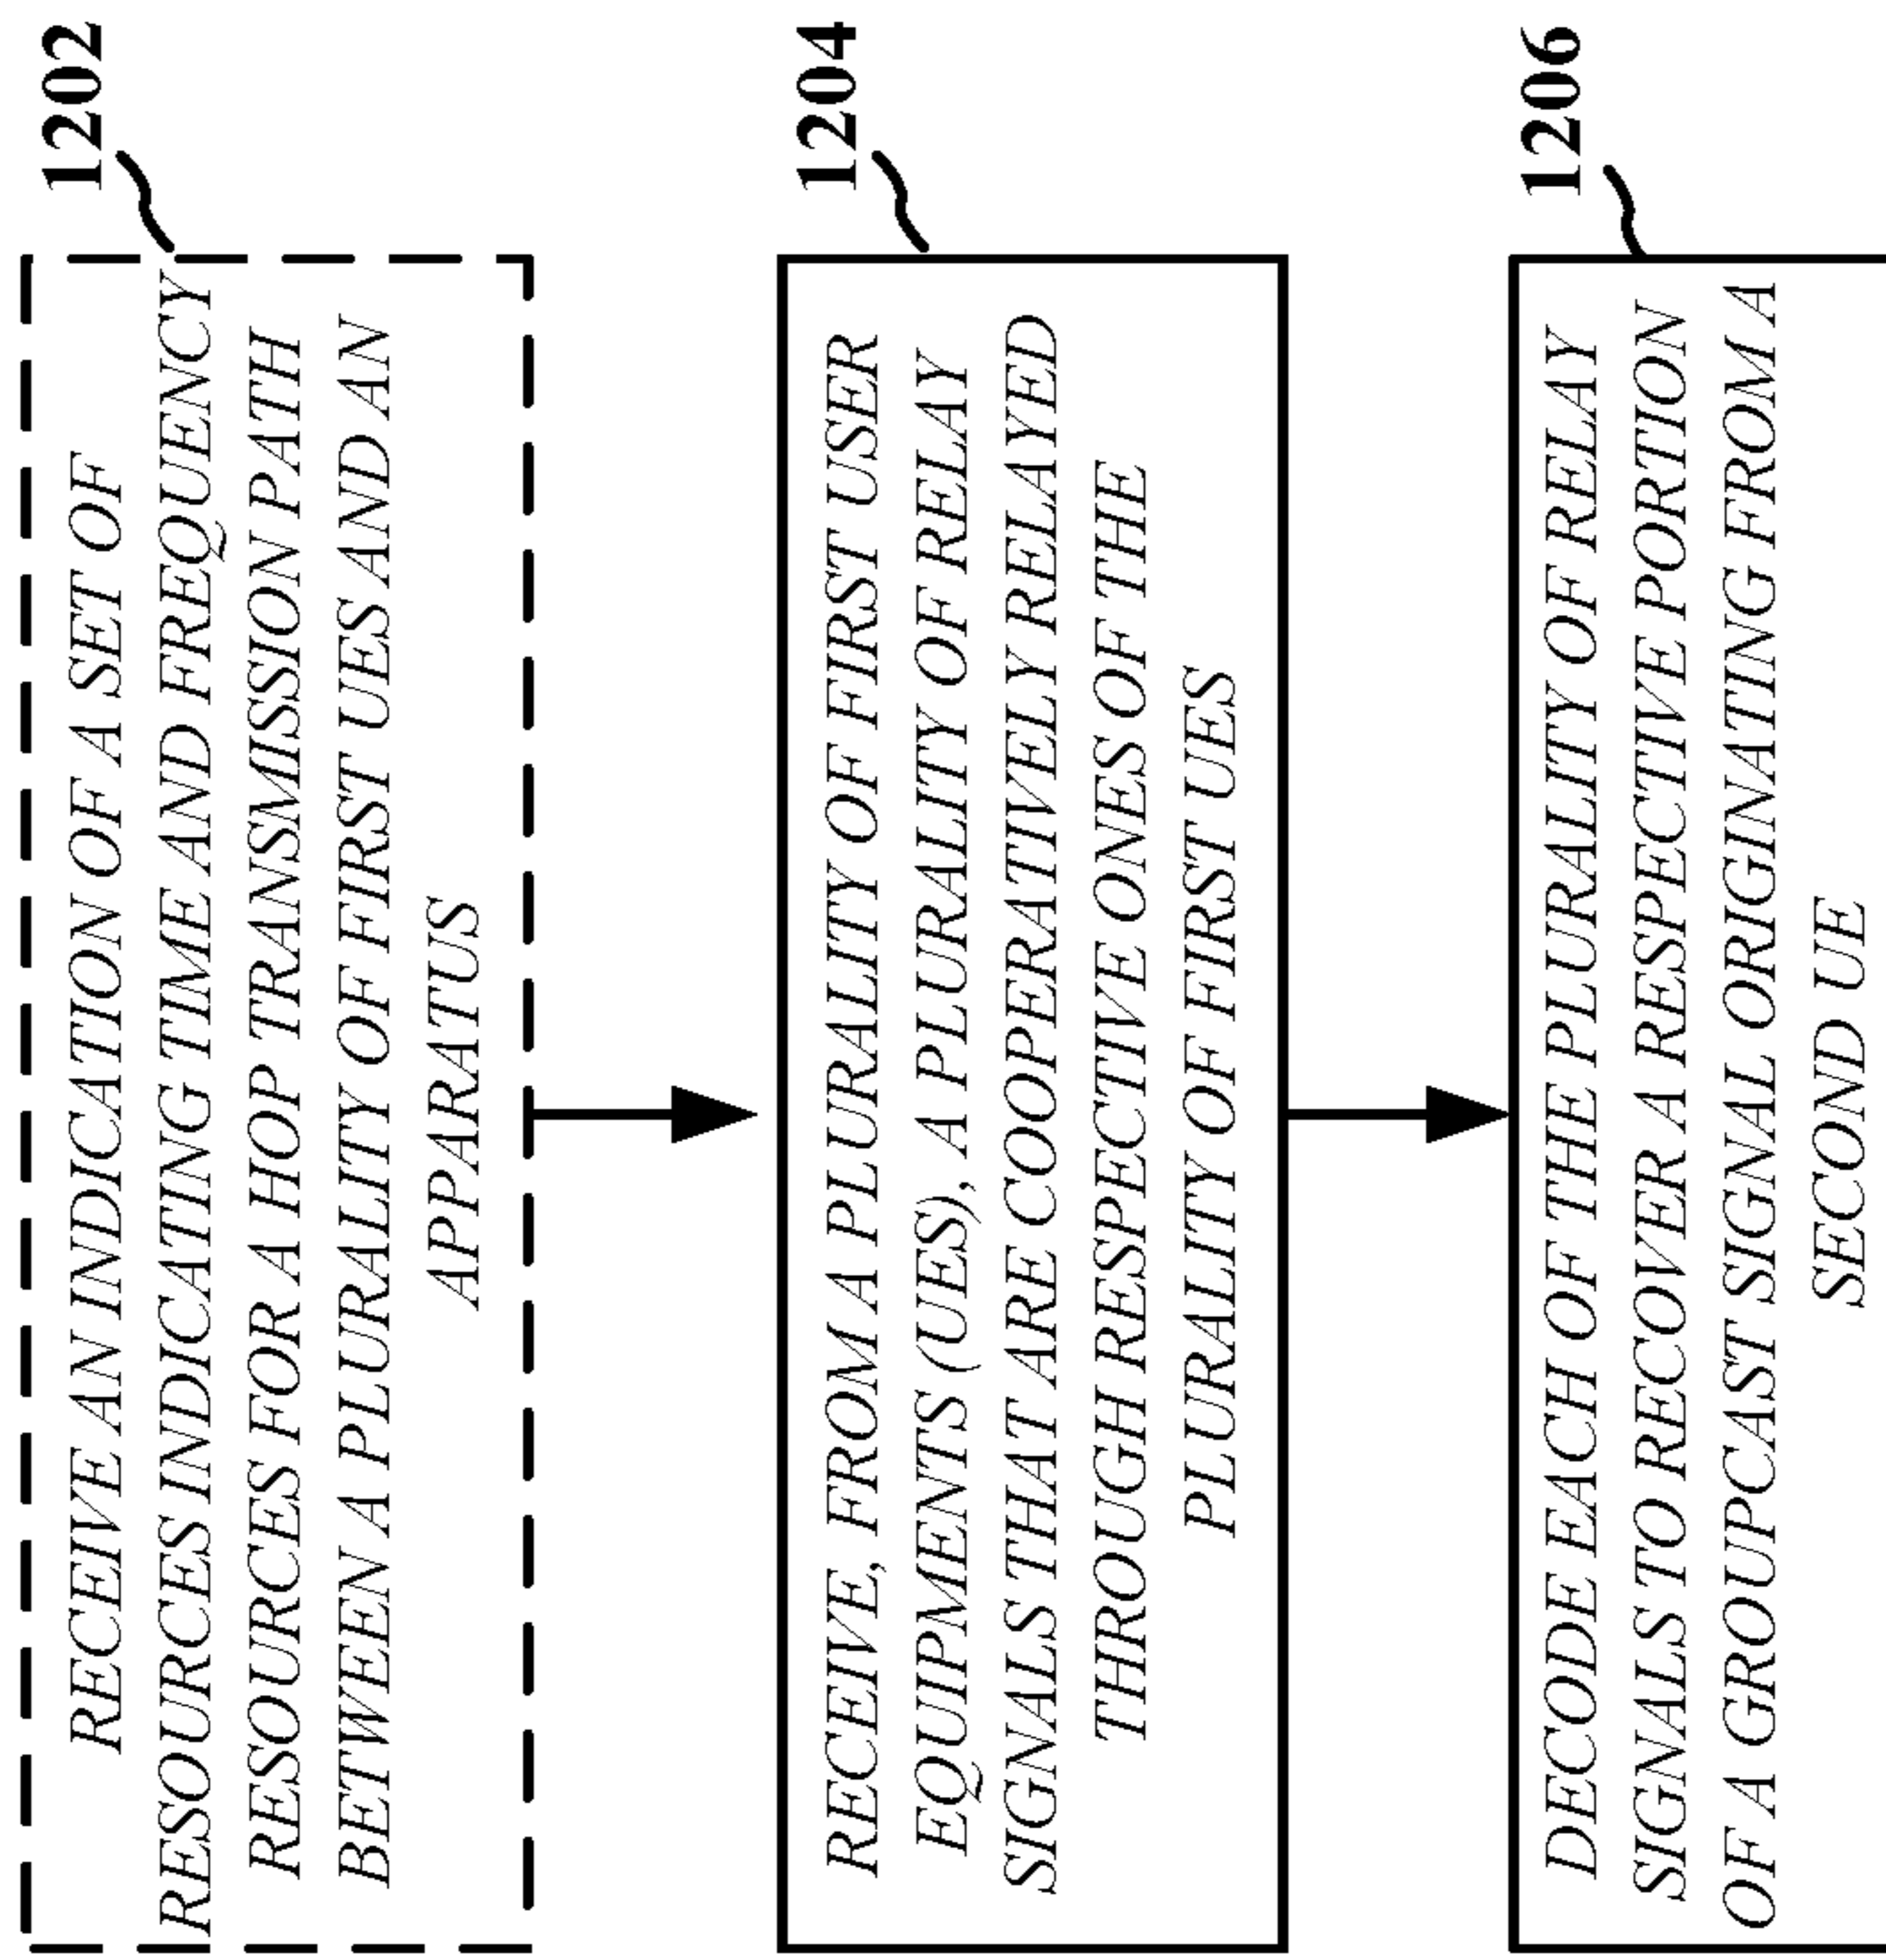 1202
RECEIVE AN INDICATION OF A SET OF
RESOURCES INDICATING TIME AND FREQUENCY
RESOURCES FOR A HOP TRANSMISSION PATH
BETWEEN A PLURALITY OF FIRST UES AND AN
APPARATUS
1204
RECEIVE, FROM A PLURALITY OF FIRST USER
EQUIPMENTS (UES), A PLURALITY OF RELAY
SIGNALS THAT ARE COOPERATIVELY RELAYED
THROUGH RESPECTIVE ONES OF THE
PLURALITY OF FIRST UES
1206
DECODE EACH OF THE PLURALITY OF RELAY
SIGNALS TO RECOVER A RESPECTIVE PORTION
OF A GROUPCAST SIGNAL ORIGINATING FROM A
SECOND UE